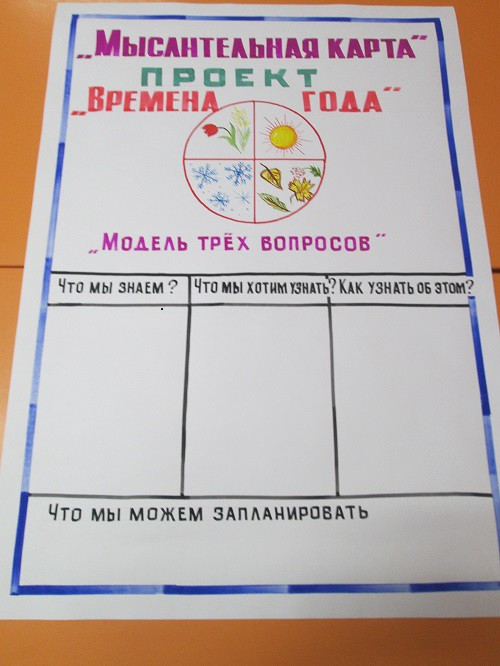 „Мыслительная карта“
ПРОЕКТ
„Времена года“
„Модель трёх вопросов“
Что мы знаем? Что мы хотим узнать? Как узнать об этом?
Что мы можем запланировать